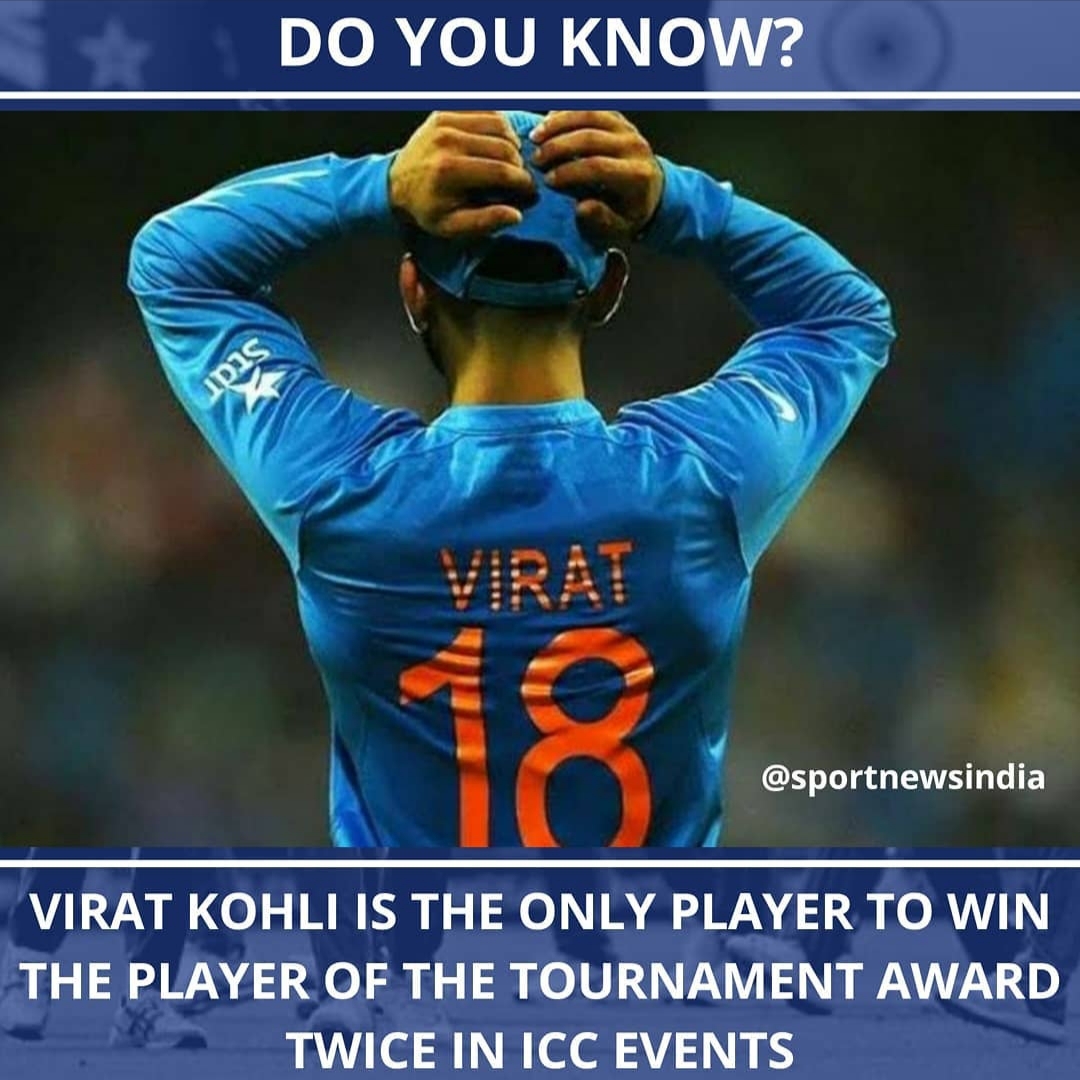 DO YOU KNOW?
star
VIRAT
18
@sportnewsindia
VIRAT KOHLI IS THE ONLY PLAYER TO WIN
THE PLAYER OF THE TOURNAMENT AWARD
TWICE IN ICC EVENTS